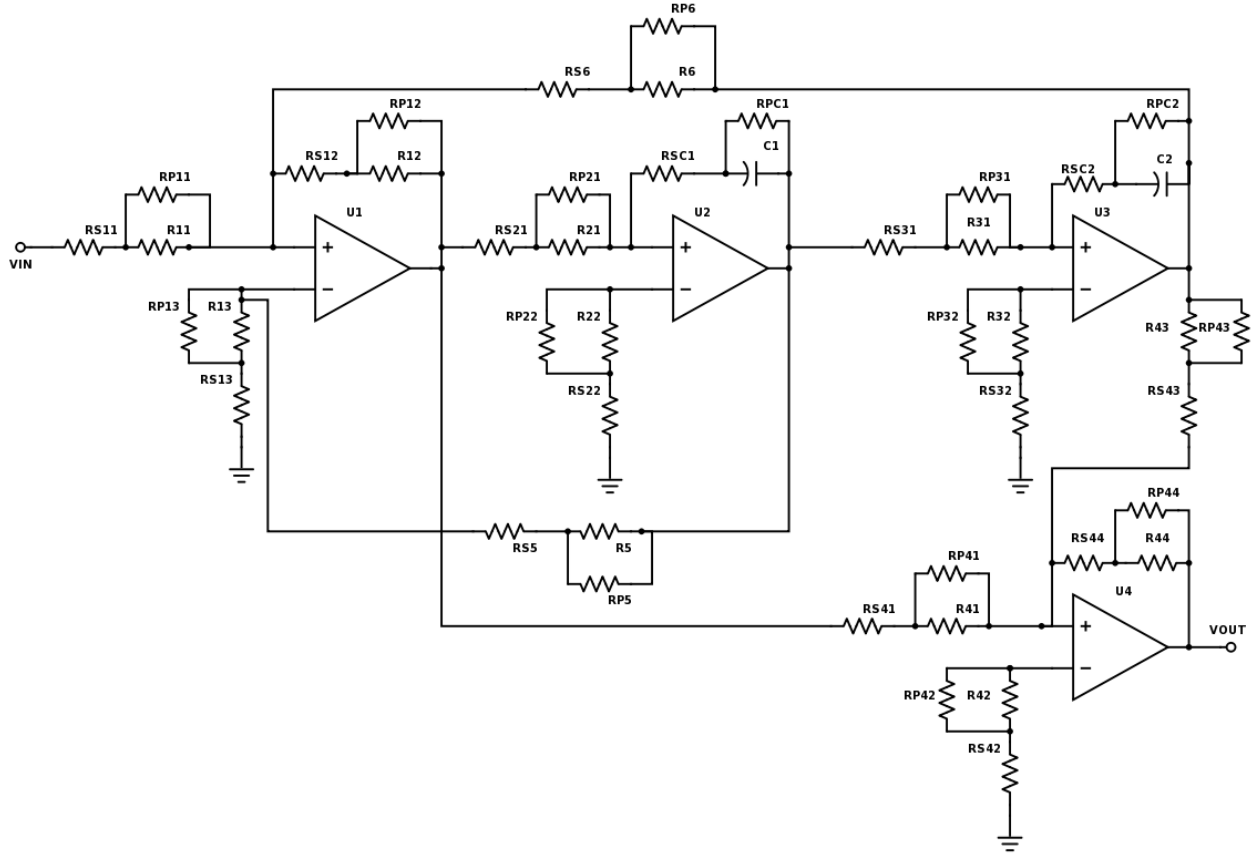 RP6
RS6
R6
RP12
RPC1
RPC2
RS12
R12
RSC1
C1
C2
RP11
RP21
RP31
RSC2
RS11
R11
U1
RS21
R21
U2
RS31
R31
U3
+
+
+
VIN
−
−
−
RP13
R13
RP22
R22
RP32
R32
R43
RP43
RS13
RS22
RS32
RS43
RP44
RS5
R5
RS44
R44
RP41
RP5
U4
RS41
R41
+
VOUT
−
RP42
R42
RS42